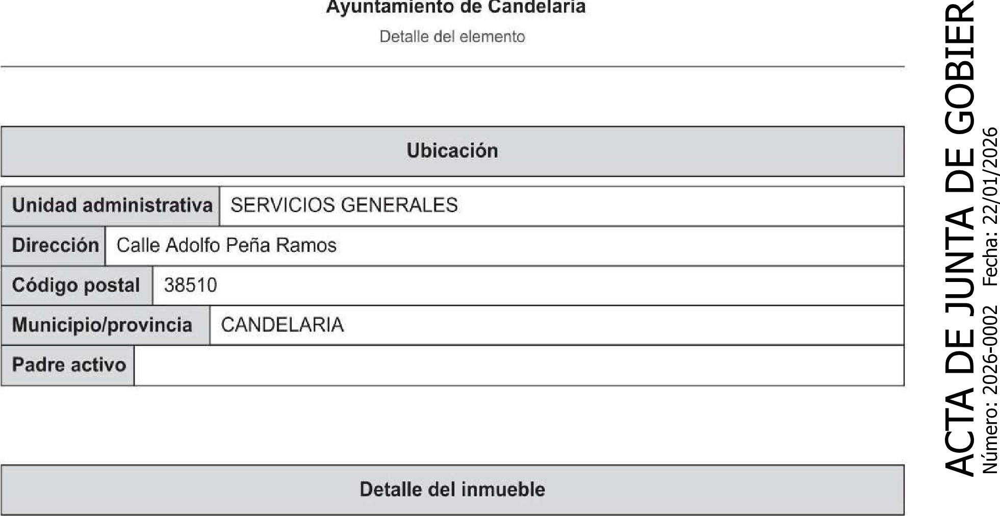 Ayuntamiento de Candelaria
Detalle del elemento
Ubicación
Unidad administrativa SERVICIOS GENERALES
Dirección Calle Adolfo Peña Ramos
Código postal 38510
Municipio/provincia CANDELARIA
Padre activo
Detalle del inmueble
ACTA DE JUNTA DE GOBIER
Número: 2026-0002 Fecha: 22/01/2026